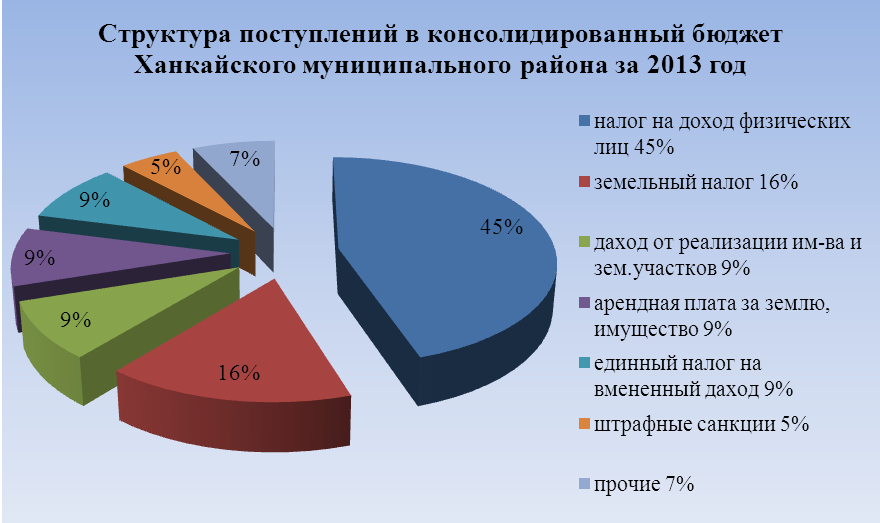 Структура поступлений в консолидированный бюджет
Ханкайского муниципального района за 2013 год
45%
16%
9%
9%
9%
5%
7%
налог на доход физических
лиц 45%
земельный налог 16%
даход от реализации им-ва и
зем.участков 9%
арендная плата за землю,
имущество 9%
единный налог на
вмененный даход 9%
штрафные санкции 5%
прочие 7%